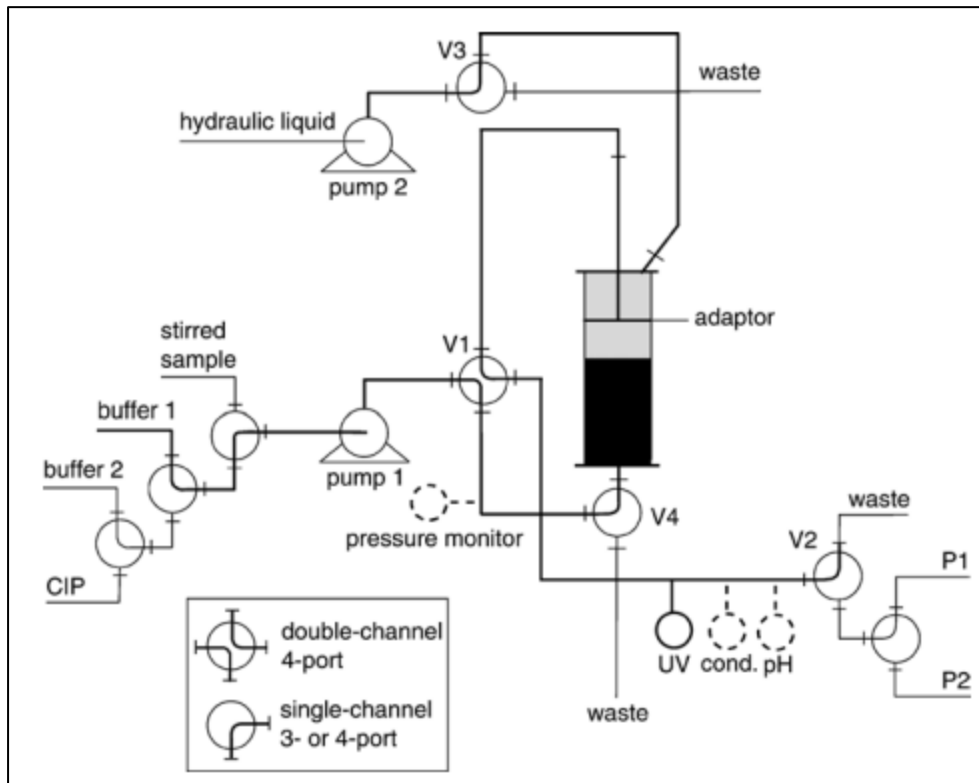 V3
waste
hydraulic liquid
pump 2
adaptor
stirred
sample
V1
buffer 1
buffer 2
pump 1
V4
waste
pressure monitor
V2
P1
CIP
double-channel
4-port
UV
cond.
pH
P2
single-channel
3- or 4-port
waste